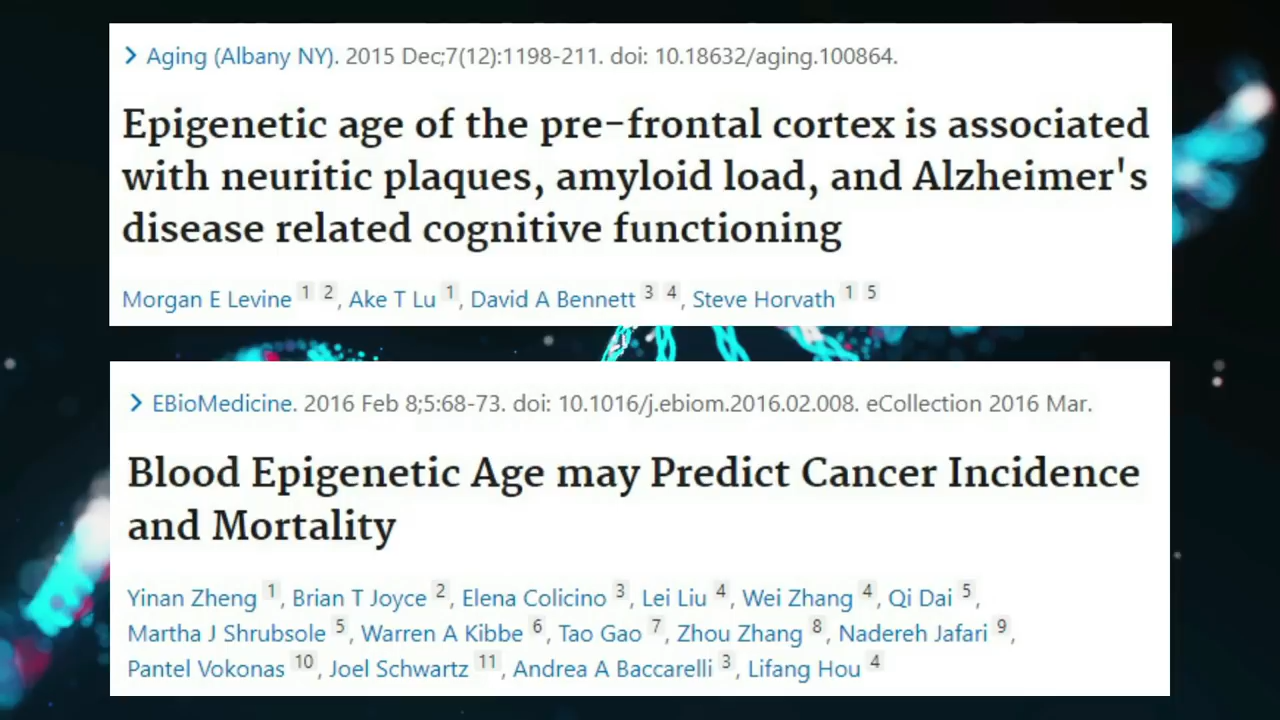 > Aging (Albany NY). 2015 Dec;7(12):1198-211. doi: 10.18632/aging.100864.
Epigenetic age of the pre-frontal cortex is associated
with neuritic plaques, amyloid load, and Alzheimer's
disease related cognitive functioning
Morgan E Levine 1 2, Ake T Lu 1, David A Bennett 3 4, Steve Horvath 1 5
> EBioMedicine. 2016 Feb 8;5:68-73. doi: 10.1016/j.ebiom.2016.02.008. eCollection 2016 Mar.
Blood Epigenetic Age may Predict Cancer Incidence
and Mortality
Yinan Zheng 1, Brian T Joyce 2, Elena Colicino 3, Lei Liu 4, Wei Zhang 4, Qi Dai 5,
Martha J Shrubsole 5, Warren A Kibbe 6, Tao Gao 7, Zhou Zhang 8, Nadereh Jafari 9,
Pantel Vokonas 10, Joel Schwartz 11, Andrea A Baccarelli 3, Lifang Hou 4